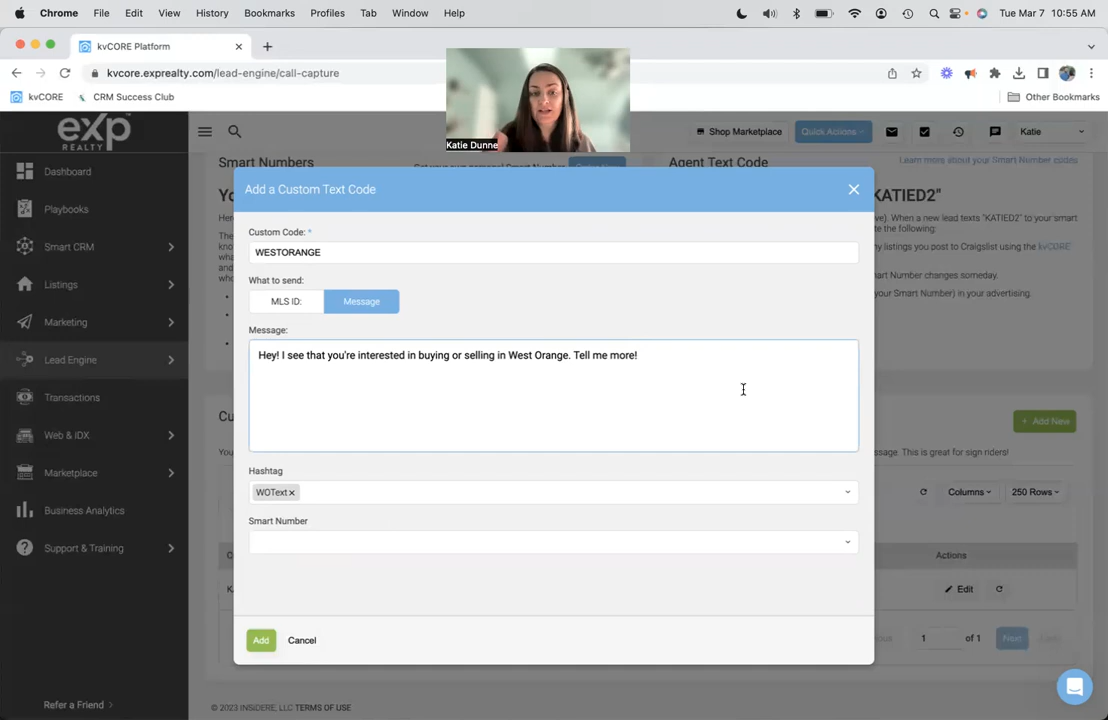 Chrome File Edit View History Bookmarks Profiles Tab Window Help Tue Mar 7 10:55 AM
kvCORE Platform
kvcore.exprealty.com/lead-engine/call-capture
kvCORE CRM Success Club Other Bookmarks
Katie Dunne
exp
REALTY
Shop Marketplace Quick Actions Katie
Dashboard
Playbooks
Smart CRM
Listings
Marketing
Lead Engine
Transactions
Web & IDX
Marketplace
Business Analytics
Support & Training
Refer a Friend
Smart Numbers
Agent Text Code
Learn more about your Smart Number codes
KATIED2"
. When a new lead texts "KATIED2" to your smart
te the following:
ny listings you post to Craigslist using the kvCORE
mart Number changes someday.
your Smart Number) in your advertising.
Add a Custom Text Code
Custom Code: *
WESTORANGE
What to send:
MLS ID: Message
Message:
Hey! I see that you're interested in buying or selling in West Orange. Tell me more!
Hashtag
WOText
Smart Number
Add Cancel
+ Add New
ssage. This is great for sign riders!
Columns 250 Rows
Actions
Edit
1 of 1 Next
© 2023 INSIDERE, LLC TERMS OF USE